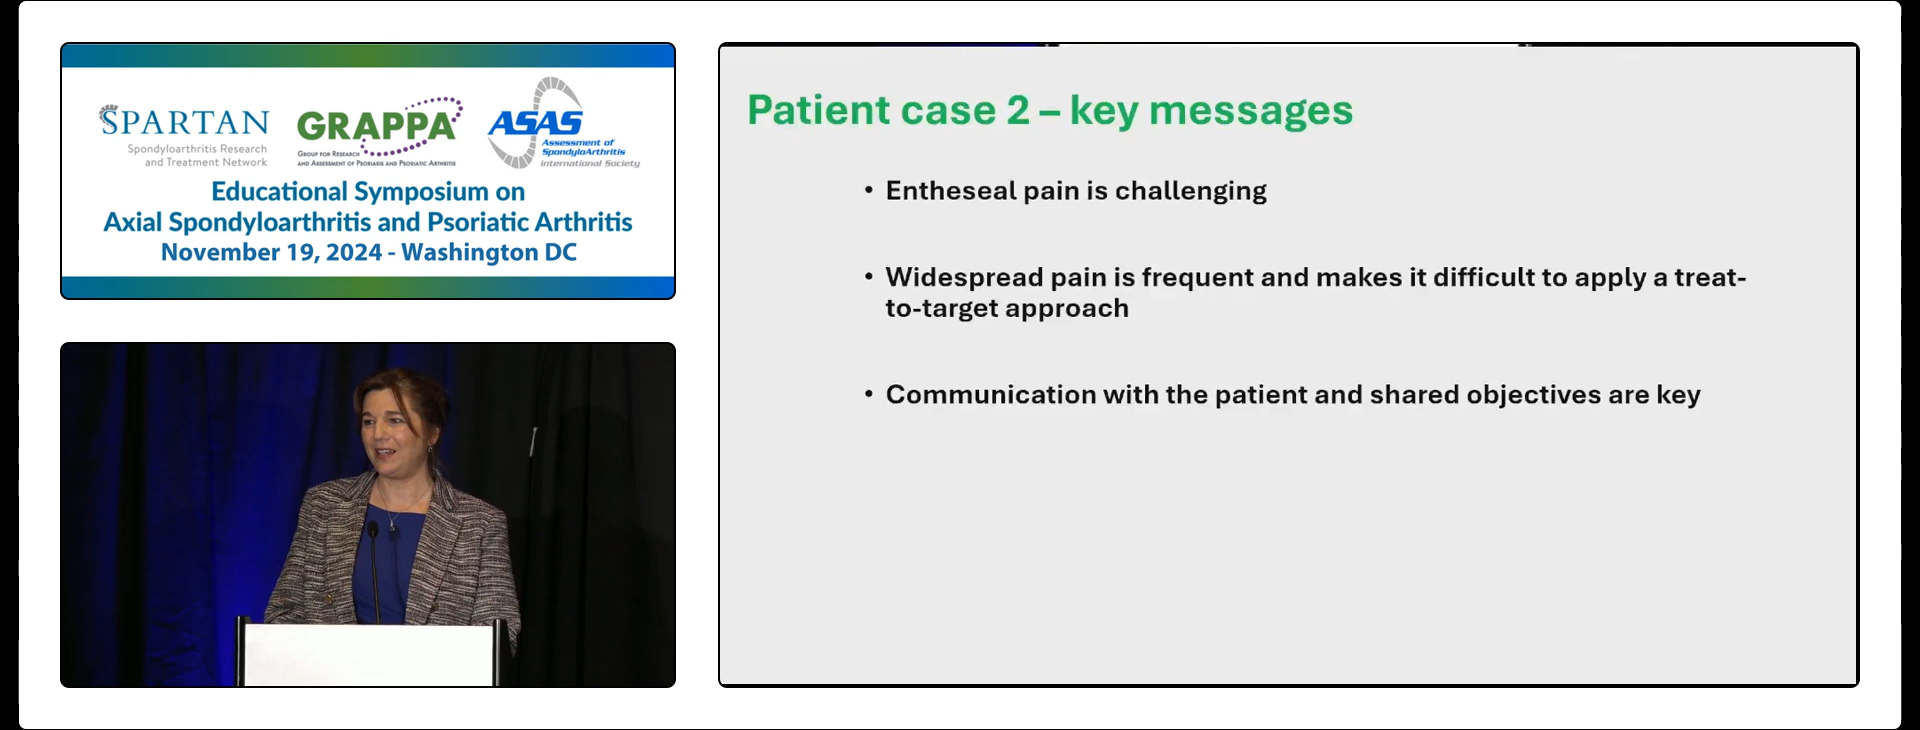 SPARTAN
Spondyloarthritis Research
and Treatment Network
GRAPPA
Group for Research
and Assessment of Psoriasis and Psoriatic Arthritis
ASAS
Assessment of
SpondyloArthritis
international Society
Educational Symposium on
Axial Spondyloarthritis and Psoriatic Arthritis
November 19, 2024 - Washington DC
Patient case 2 – key messages
• Entheseal pain is challenging
• Widespread pain is frequent and makes it difficult to apply a treat-
to-target approach
• Communication with the patient and shared objectives are key